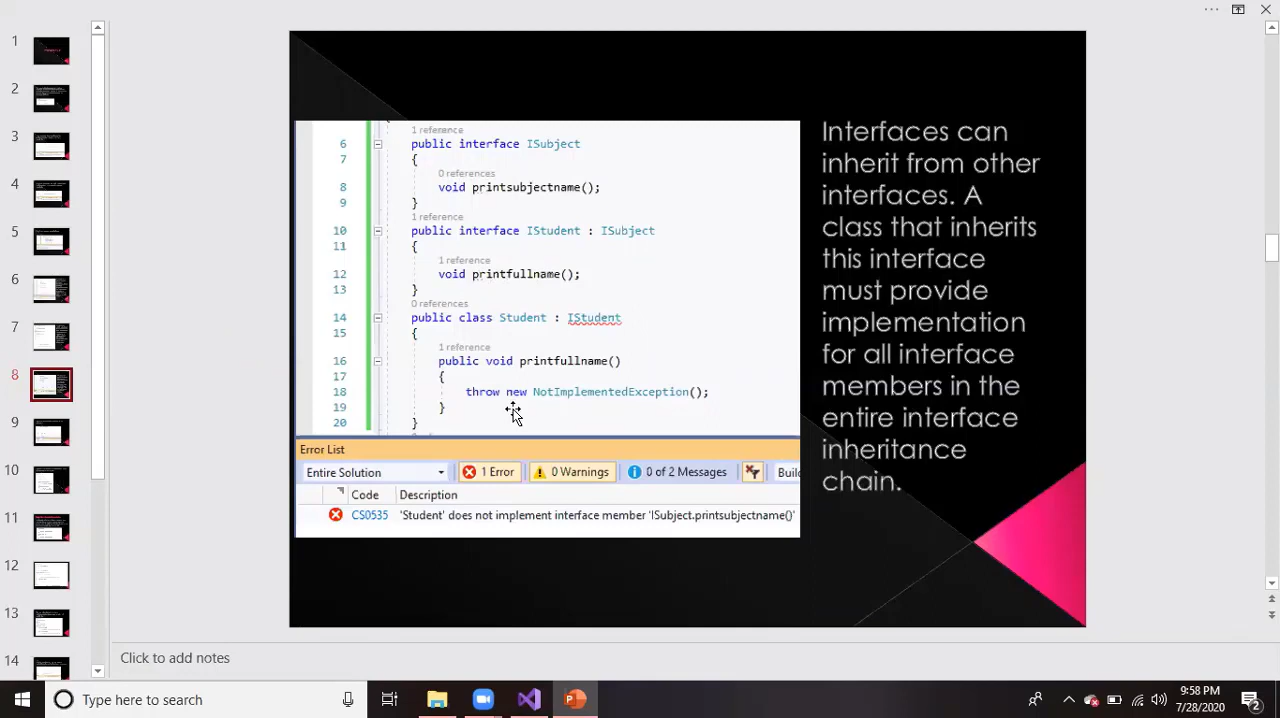 1
2
3
4
5
6
7
8
9
10
11
12
13
14
1 reference
6 public interface ISubject
7 {
0 references
8 void printsubjectname();
9 }
1 reference
10 public interface IStudent : ISubject
11 {
1 reference
12 void printfullname();
13 }
0 references
14 public class Student : IStudent
15 {
1 reference
16 public void printfullname()
17 {
18 throw new NotImplementedException();
19 }
20 }
Error List
Entire Solution 1 Error 0 Warnings 0 of 2 Messages Buil
Code Description
CS0535 'Student' does not implement interface member 'ISubject.printsubjectname()'
Interfaces can
inherit from other
interfaces. A
class that inherits
this interface
must provide
implementation
for all interface
members in the
entire interface
inheritance
chain.
Click to add notes
Type here to search
9:58 PM
7/28/2020
2